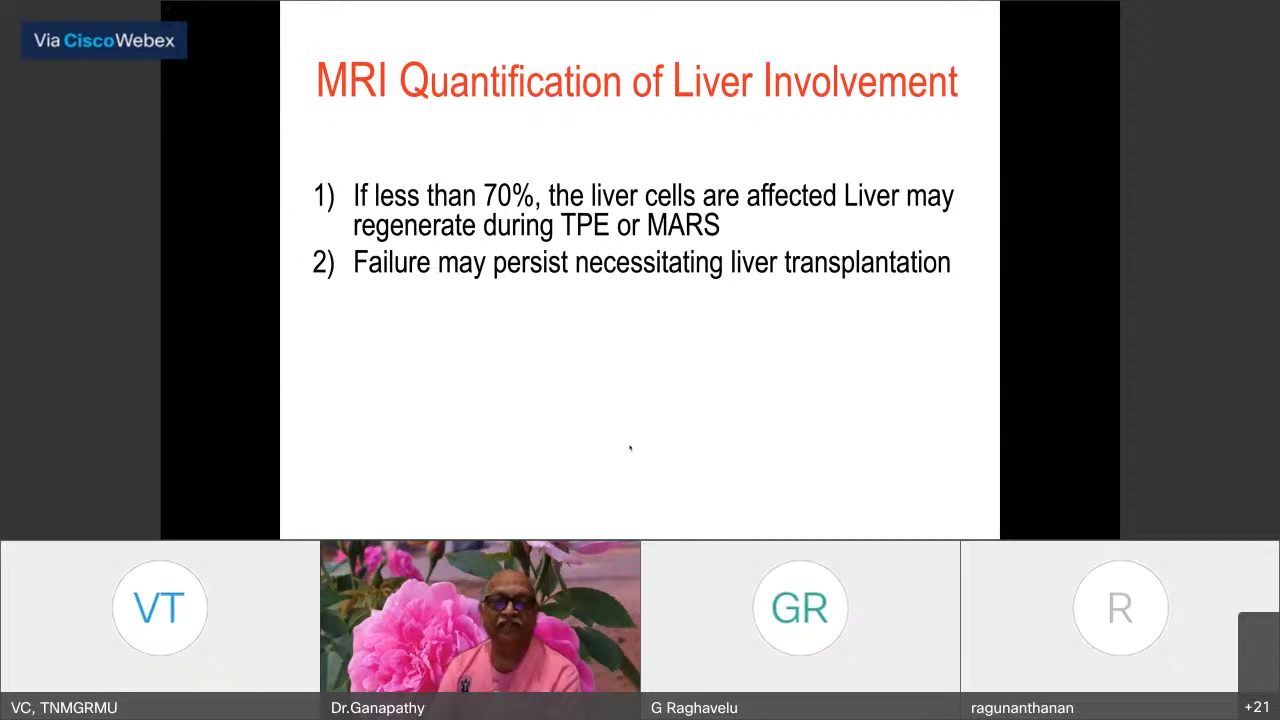 Via CiscoWebex
MRI Quantification of Liver Involvement
1) If less than 70%, the liver cells are affected Liver may
regenerate during TPE or MARS
2) Failure may persist necessitating liver transplantation
VT
GR
R
VC, TNMGRMU
Dr.Ganapathy
G Raghavelu
ragunanthanan
+21